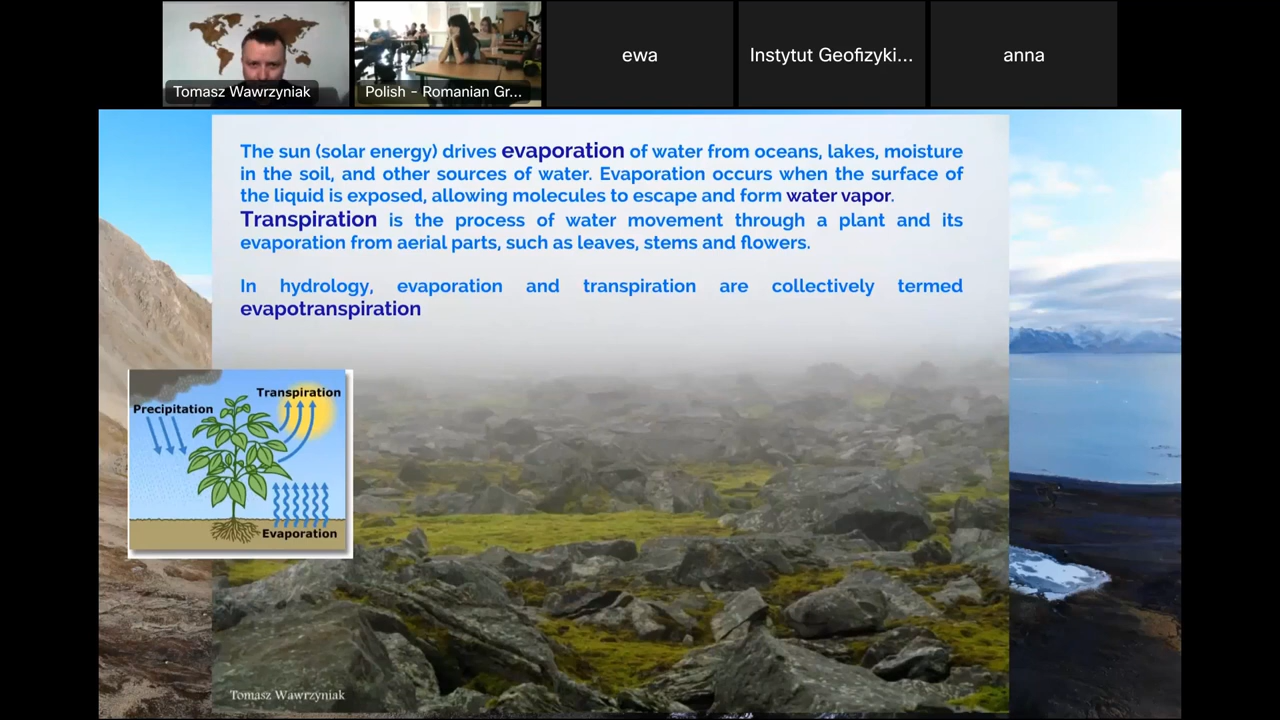 Tomasz Wawrzyniak
Polish - Romanian Gr...
ewa
Instytut Geofizyki...
anna
The sun (solar energy) drives evaporation of water from oceans, lakes, moisture
in the soil, and other sources of water. Evaporation occurs when the surface of
the liquid is exposed, allowing molecules to escape and form water vapor.
Transpiration is the process of water movement through a plant and its
evaporation from aerial parts, such as leaves, stems and flowers.
In hydrology, evaporation and transpiration are collectively termed
evapotranspiration
Transpiration
Precipitation
Evaporation
Tomasz Wawrzyniak